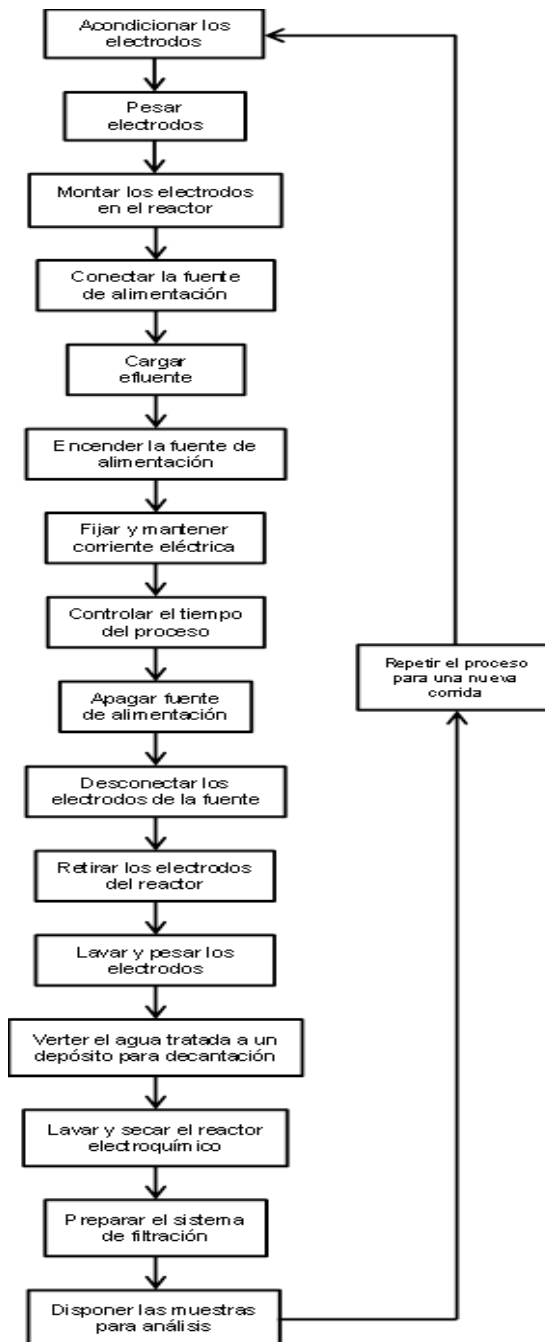 Acondicionar los
electrodos
Pesar
electrodos
Montar los electrodos
en el reactor
Conectar la fuente
de alimentación
Cargar
efluente
Encender la fuente de
alimentación
Fijar y mantener
corriente eléctrica
Controlar el tiempo
del proceso
Apagar fuente
de alimentación
Desconectar los
electrodos de la fuente
Retirar los electrodos
del reactor
Lavar y pesar los
electrodos
Verter el agua tratada a un
depósito para decantación
Lavar y secar el reactor
electroquímico
Preparar el sistema
de filtración
Disponer las muestras
para análisis
Repetir el proceso
para una nueva
corrida